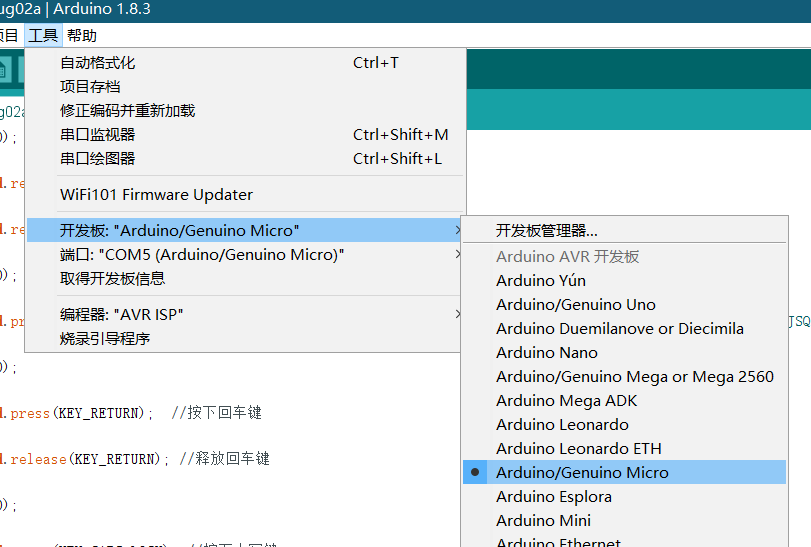 ug02a | Arduino 1.8.3
项目 工具 帮助
自动格式化 Ctrl+T
项目存档
修正编码并重新加载
串口监视器 Ctrl+Shift+M
串口绘图器 Ctrl+Shift+L
WiFi101 Firmware Updater
开发板: "Arduino/Genuino Micro"
端口: "COM5 (Arduino/Genuino Micro)"
取得开发板信息
编程器: "AVR ISP"
烧录引导程序
开发板管理器...
Arduino AVR 开发板
Arduino Yún
Arduino/Genuino Uno
Arduino Duemilanove or Diecimila
Arduino Nano
Arduino/Genuino Mega or Mega 2560
Arduino Mega ADK
Arduino Leonardo
Arduino Leonardo ETH
Arduino/Genuino Micro
Arduino Esplora
Arduino Mini
Arduino Ethernet
ug02a
);
d.re
d.re
);
d.pr
JSQ
);
d.press(KEY_RETURN); //按下回车键
d.release(KEY_RETURN); //释放回车键
);